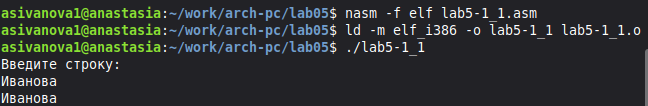 asivanova1@anastasia:~/work/arch-pc/lab05$ nasm -f elf lab5-1_1.asm
asivanova1@anastasia:~/work/arch-pc/lab05$ ld -m elf_i386 -o lab5-1_1 lab5-1_1.o
asivanova1@anastasia:~/work/arch-pc/lab05$ ./lab5-1_1
Введите строку:
Иванова
Иванова